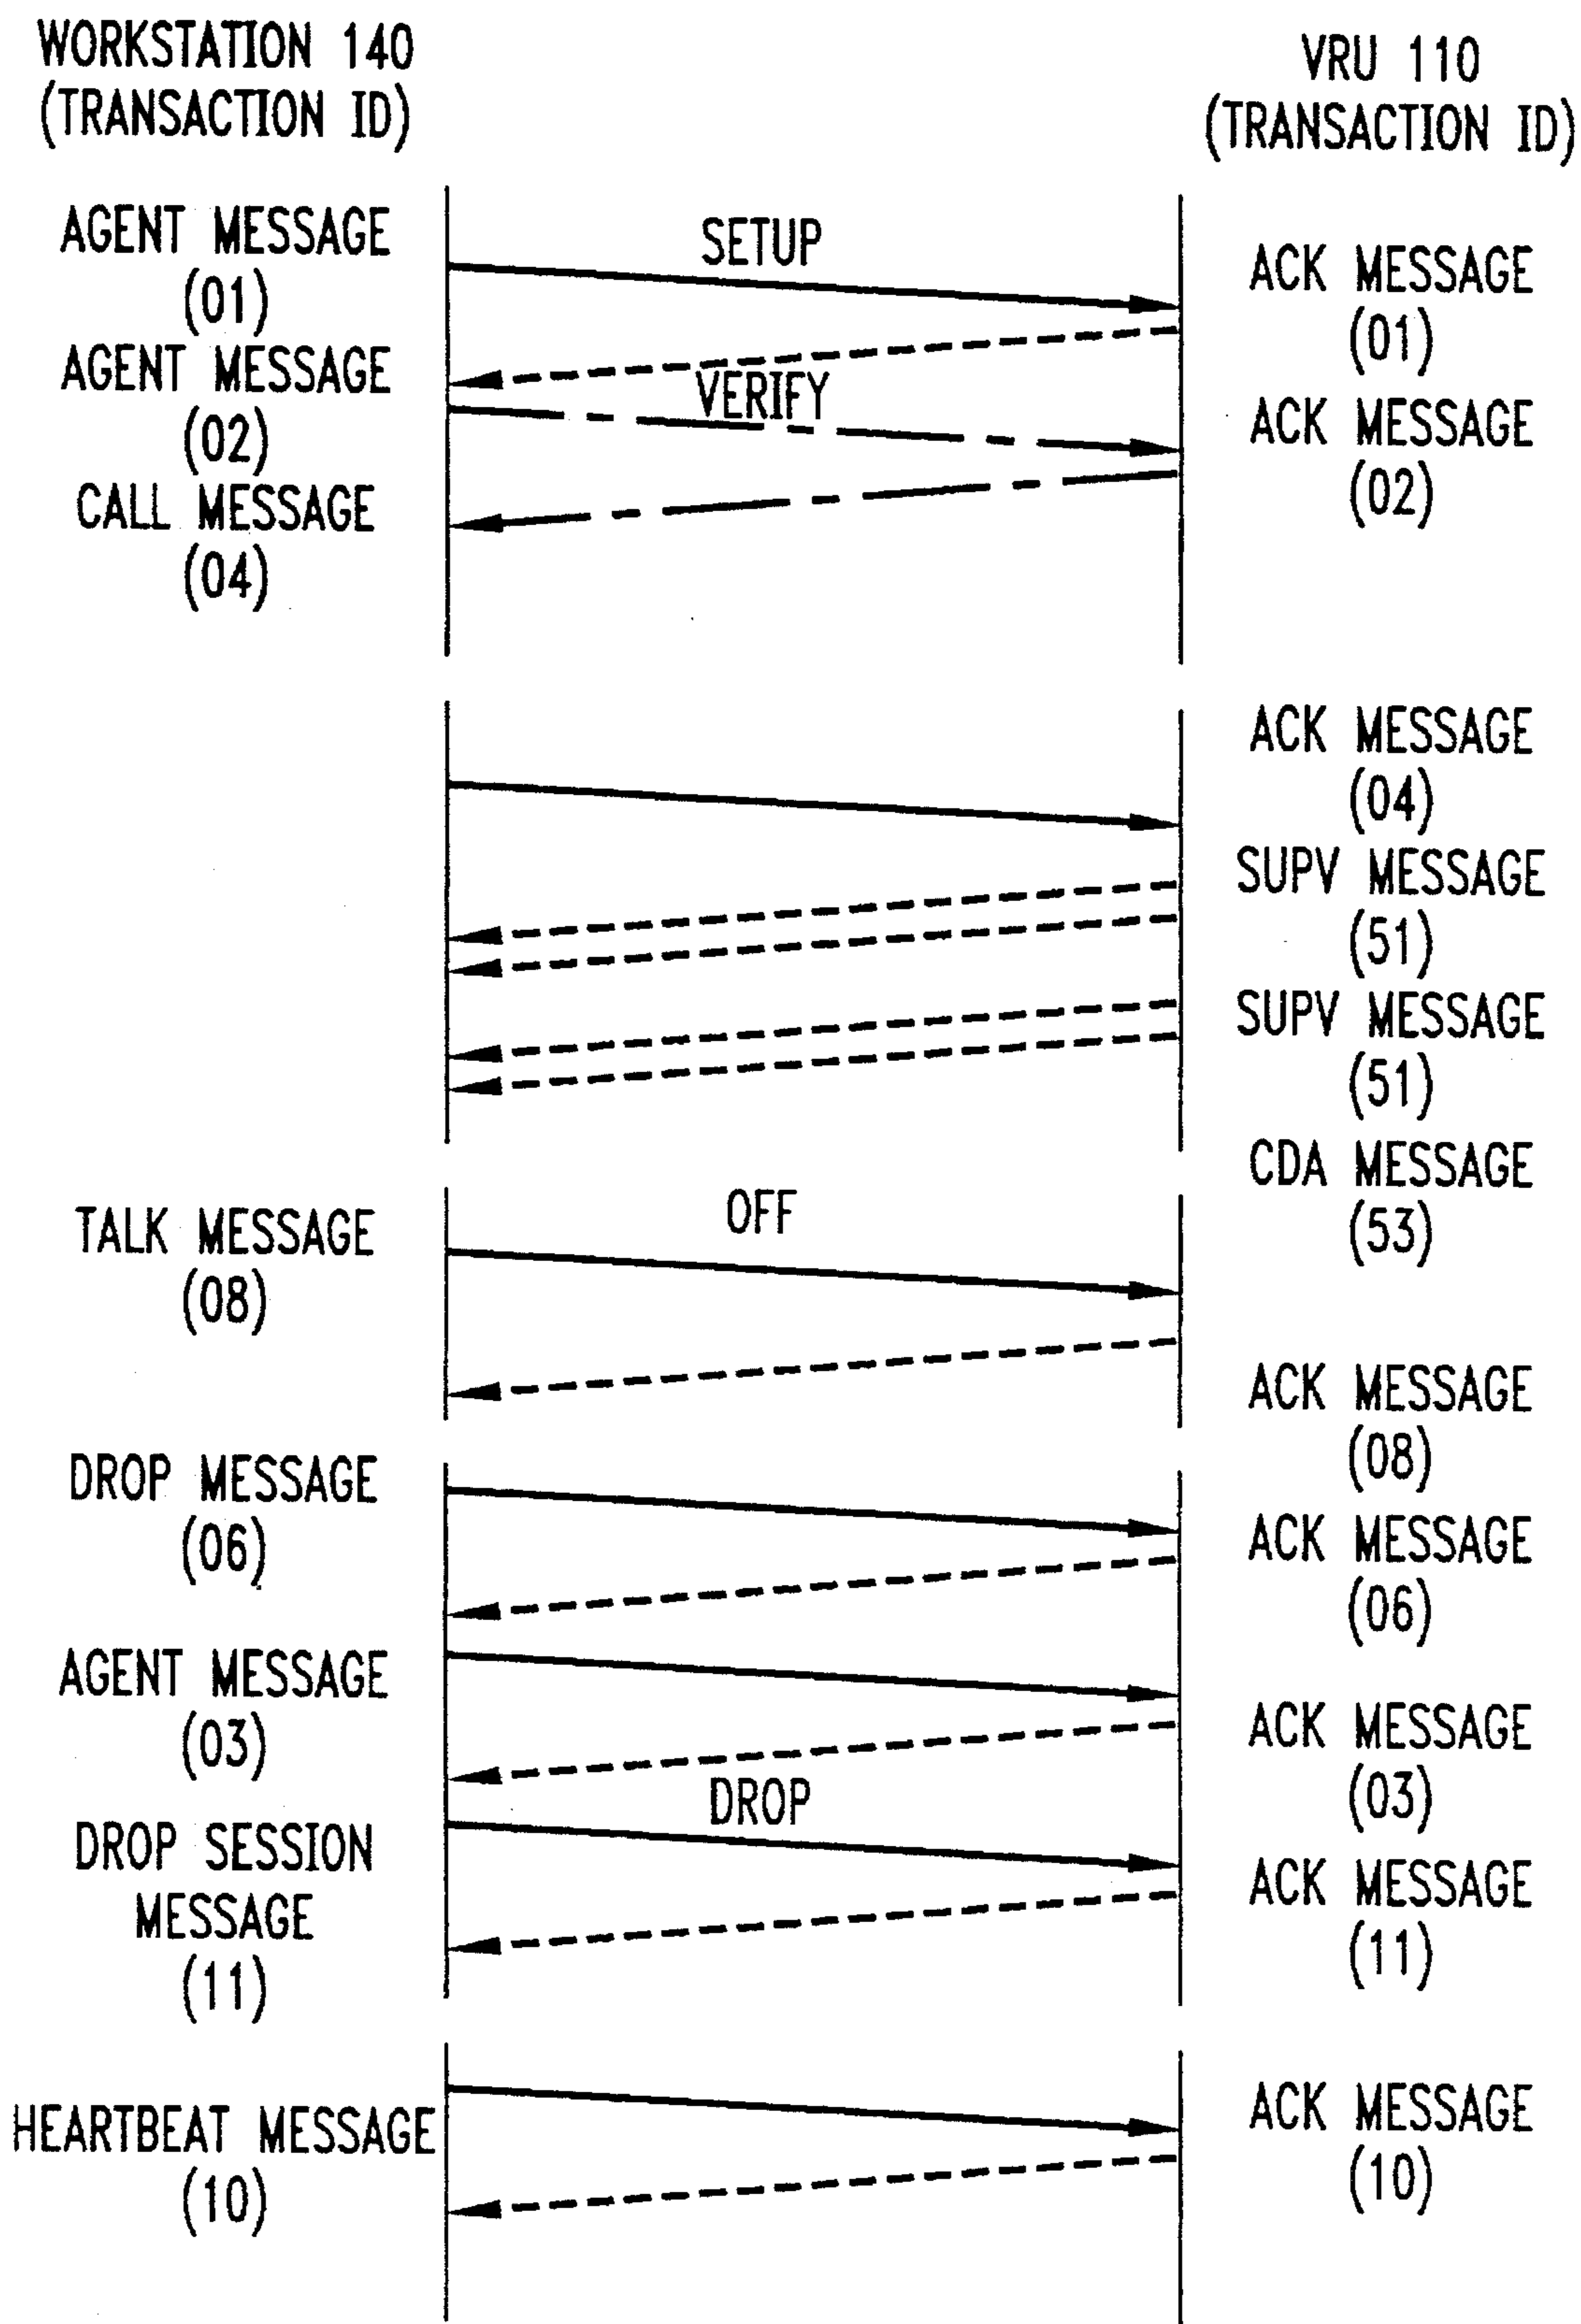 WORKSTATION 140
(TRANSACTION ID)
VRU 110
(TRANSACTION ID)
AGENT MESSAGE
(01)
SETUP
ACK MESSAGE
(01)
AGENT MESSAGE
(02)
VERIFY
ACK MESSAGE
(02)
CALL MESSAGE
(04)
ACK MESSAGE
(04)
SUPV MESSAGE
(51)
SUPV MESSAGE
(51)
CDA MESSAGE
(53)
TALK MESSAGE
(08)
OFF
ACK MESSAGE
(08)
DROP MESSAGE
(06)
ACK MESSAGE
(06)
AGENT MESSAGE
(03)
ACK MESSAGE
(03)
DROP
DROP SESSION
MESSAGE
(11)
ACK MESSAGE
(11)
HEARTBEAT MESSAGE
(10)
ACK MESSAGE
(10)